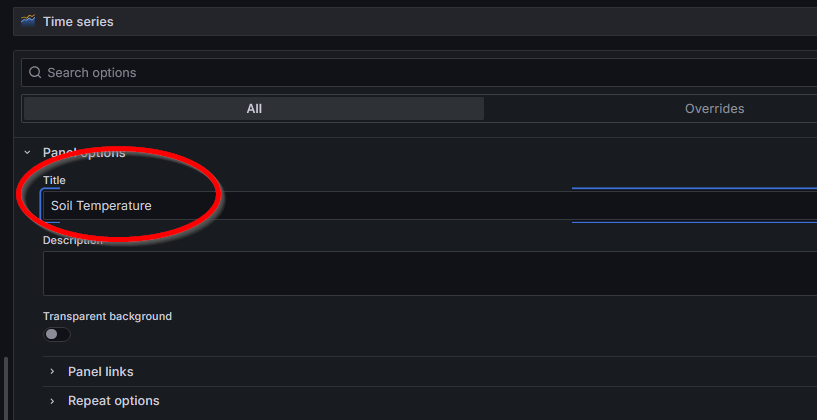 Time series
Search options
All
Overrides
Panel options
Title
Soil Temperature
Description
Transparent background
Panel links
Repeat options